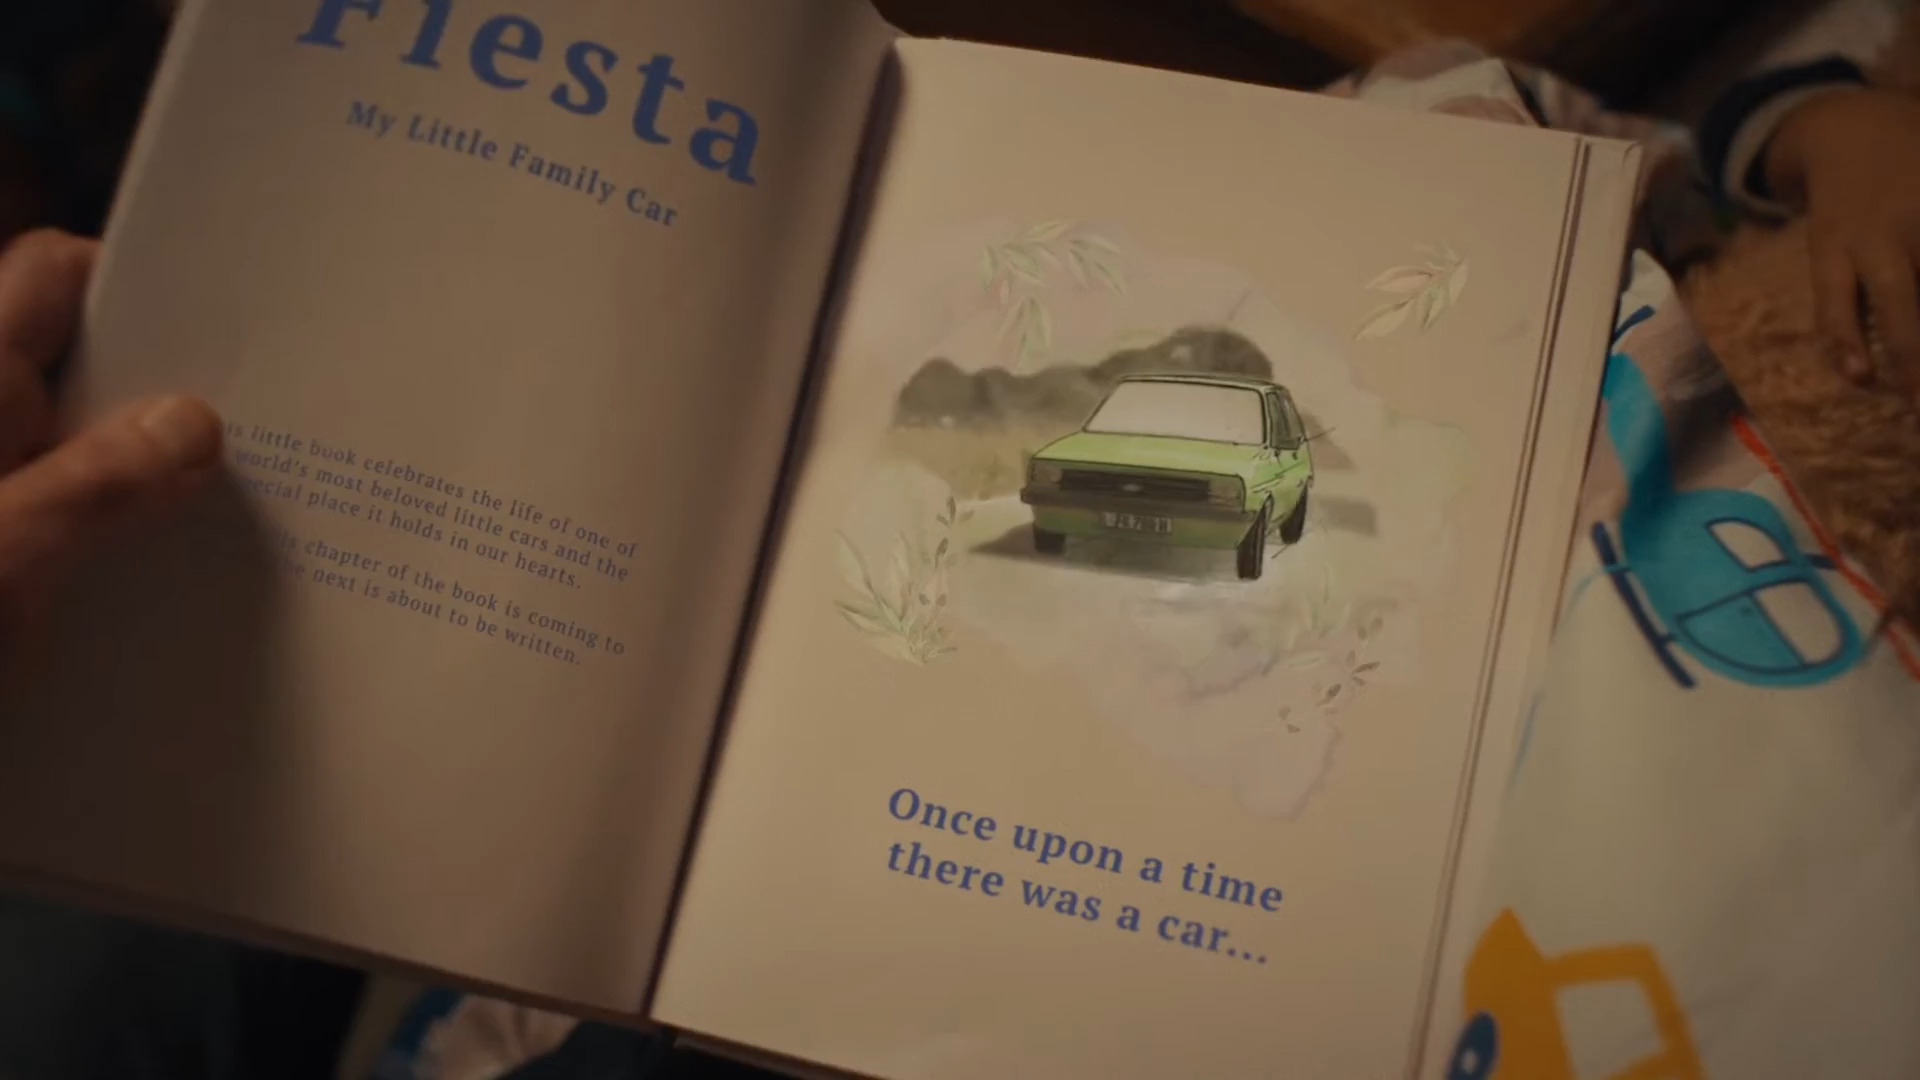 Fiesta
My Little Family Car
is little book celebrates the life of one of
world's most beloved little cars and the
special place it holds in our hearts.
chapter of the book is coming to
next is about to be written.
Once upon a time
there was a car...